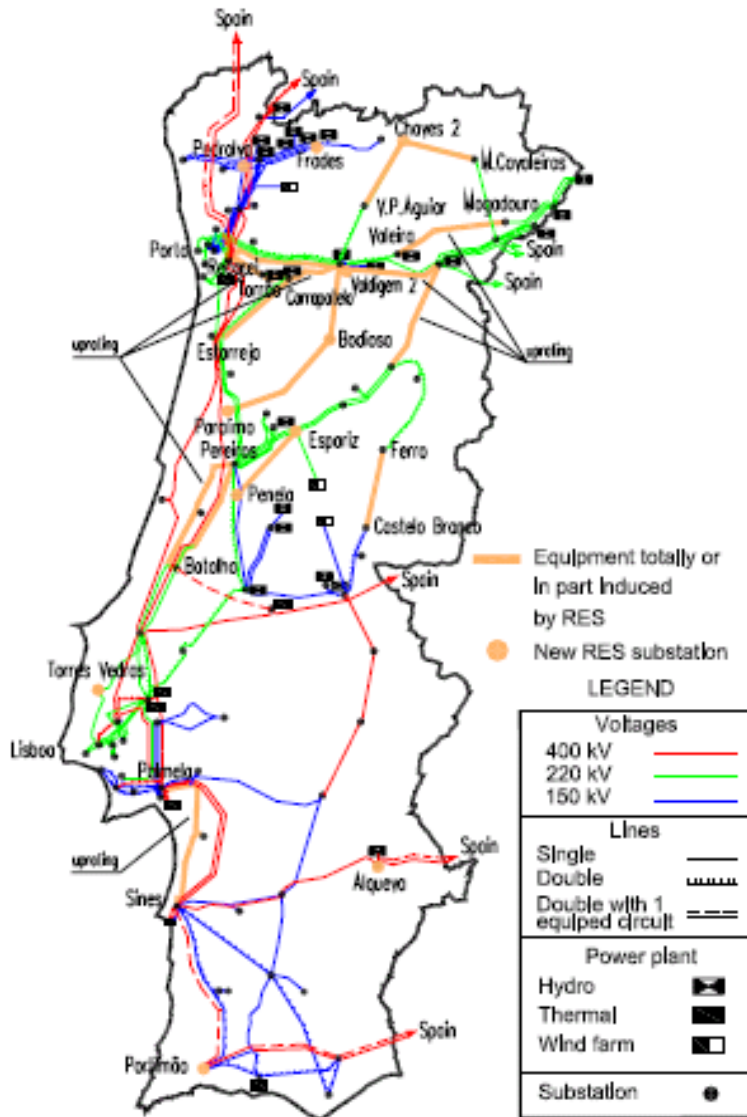 Spain
Spain
Pedralva
Frades
Chaves 2
M.Cavaleiros
V.P.Aguiar
Mogadouro
Porto
Valeira
Spain
Torrão
Carrapatelo
Valdigem 2
Spain
uprating
Estarreja
Bodiosa
uprating
Paraimo
Pereiros
Espariz
Ferro
Penela
Castelo Branco
Batalha
Spain
Equipment totally or
in part induced
by RES
New RES substation
Torres Vedras
LEGEND
Voltages
400 kV
220 kV
150 kV
Lisboa
Palmela
Lines
Single
Double
Double with 1
equiped circuit
uprating
Spain
Alqueva
Sines
Power plant
Hydro
Thermal
Wind farm
Spain
Portimão
Substation